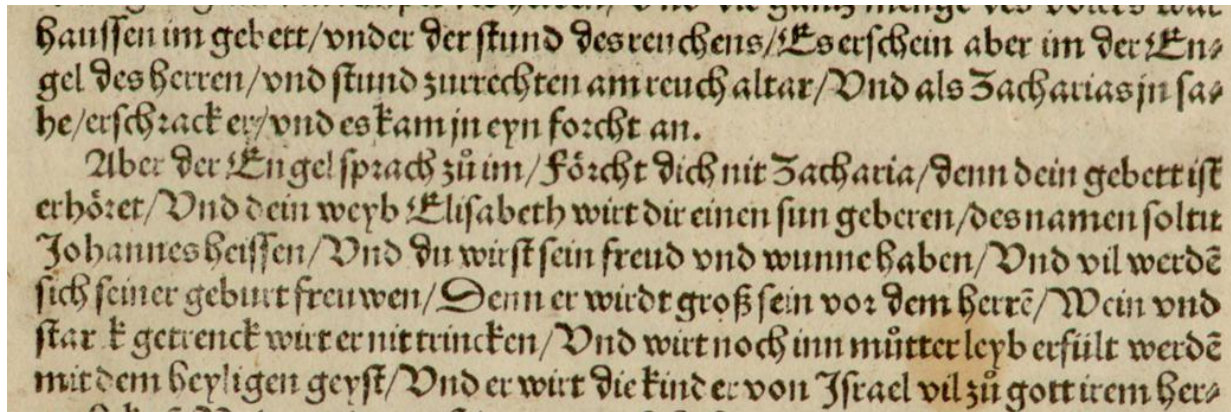 haussen im gebett/vnder der stund des reuchens/Es erschein aber im der En⸗
gel des herren/vnd stund zur rechten am reuch altar/Vnd als Zacharias jn sa⸗
he/erschrack er/vnd es kam jn eyn forcht an.
Aber der Engel sprach zů im/Förcht dich nit Zacharia/denn dein gebett ist
erhöret/Vnd dein weyb Elisabeth wirt dir einen sun geberen/des namen soltu
Johannes heissen/Vnd du wirst sein freud vnd wunne haben/Vnd vil werdē
sich seiner geburt freuwen/Denn er wirdt groß sein vor dem herrē/Wein vnd
starck getrenck wirt er nit trincken/Vnd wirt noch inn můtter leyb erfült werdē
mit dem heyligen geyst/Vnd er wirt die kinder von Israel vil zů gott irem her⸗